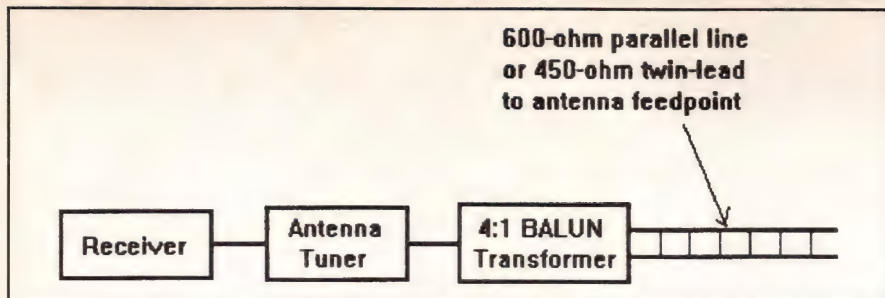 600-ohm parallel line
or 450-ohm twin-lead
to antenna feedpoint
Receiver
Antenna
Tuner
4:1 BALUN
Transformer